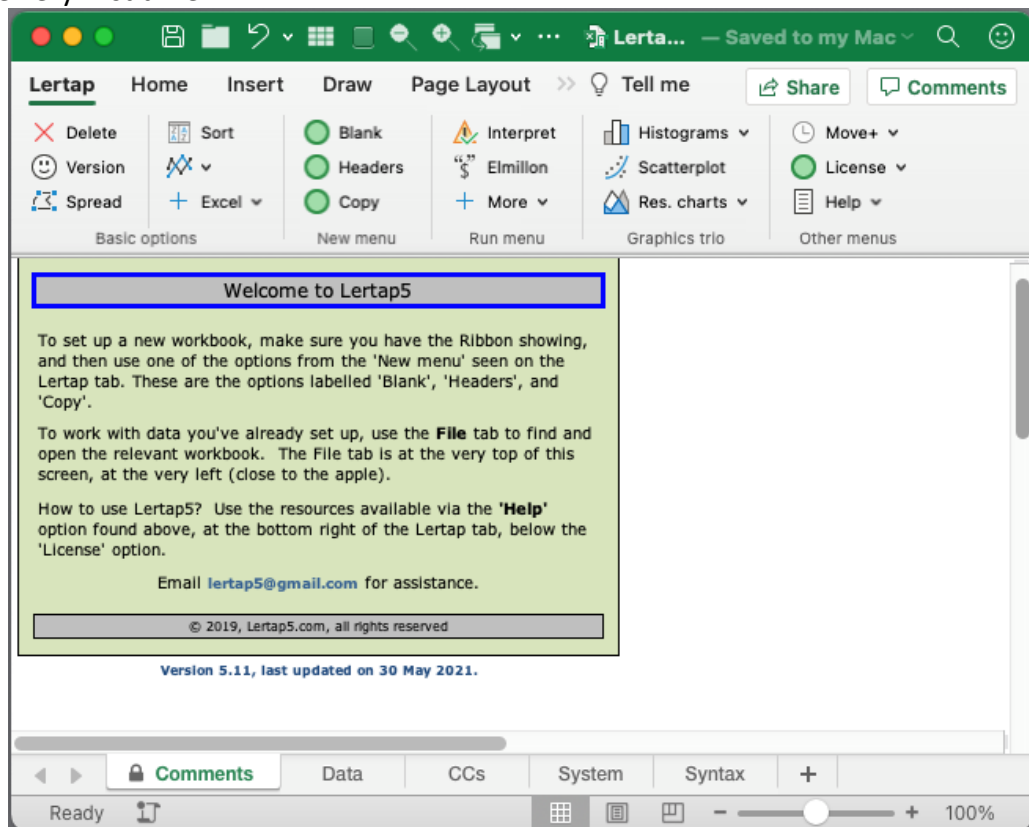 Lerta... — Saved to my Mac
Lertap Home Insert Draw Page Layout >> Tell me Share Comments
Delete Sort Blank Interpret Histograms Move+
Version Headers "$" Elmillon Scatterplot License
Spread Excel Copy More Res. charts Help
Basic options New menu Run menu Graphics trio Other menus
Welcome to Lertap5
To set up a new workbook, make sure you have the Ribbon showing,
and then use one of the options from the 'New menu' seen on the
Lertap tab. These are the options labelled 'Blank', 'Headers', and
'Copy'.
To work with data you've already set up, use the File tab to find and
open the relevant workbook. The File tab is at the very top of this
screen, at the very left (close to the apple).
How to use Lertap5? Use the resources available via the 'Help'
option found above, at the bottom right of the Lertap tab, below the
'License' option.
Email lertap5@gmail.com for assistance.
© 2019, Lertap5.com, all rights reserved
Version 5.11, last updated on 30 May 2021.
Comments Data CCs System Syntax +
Ready - + 100%